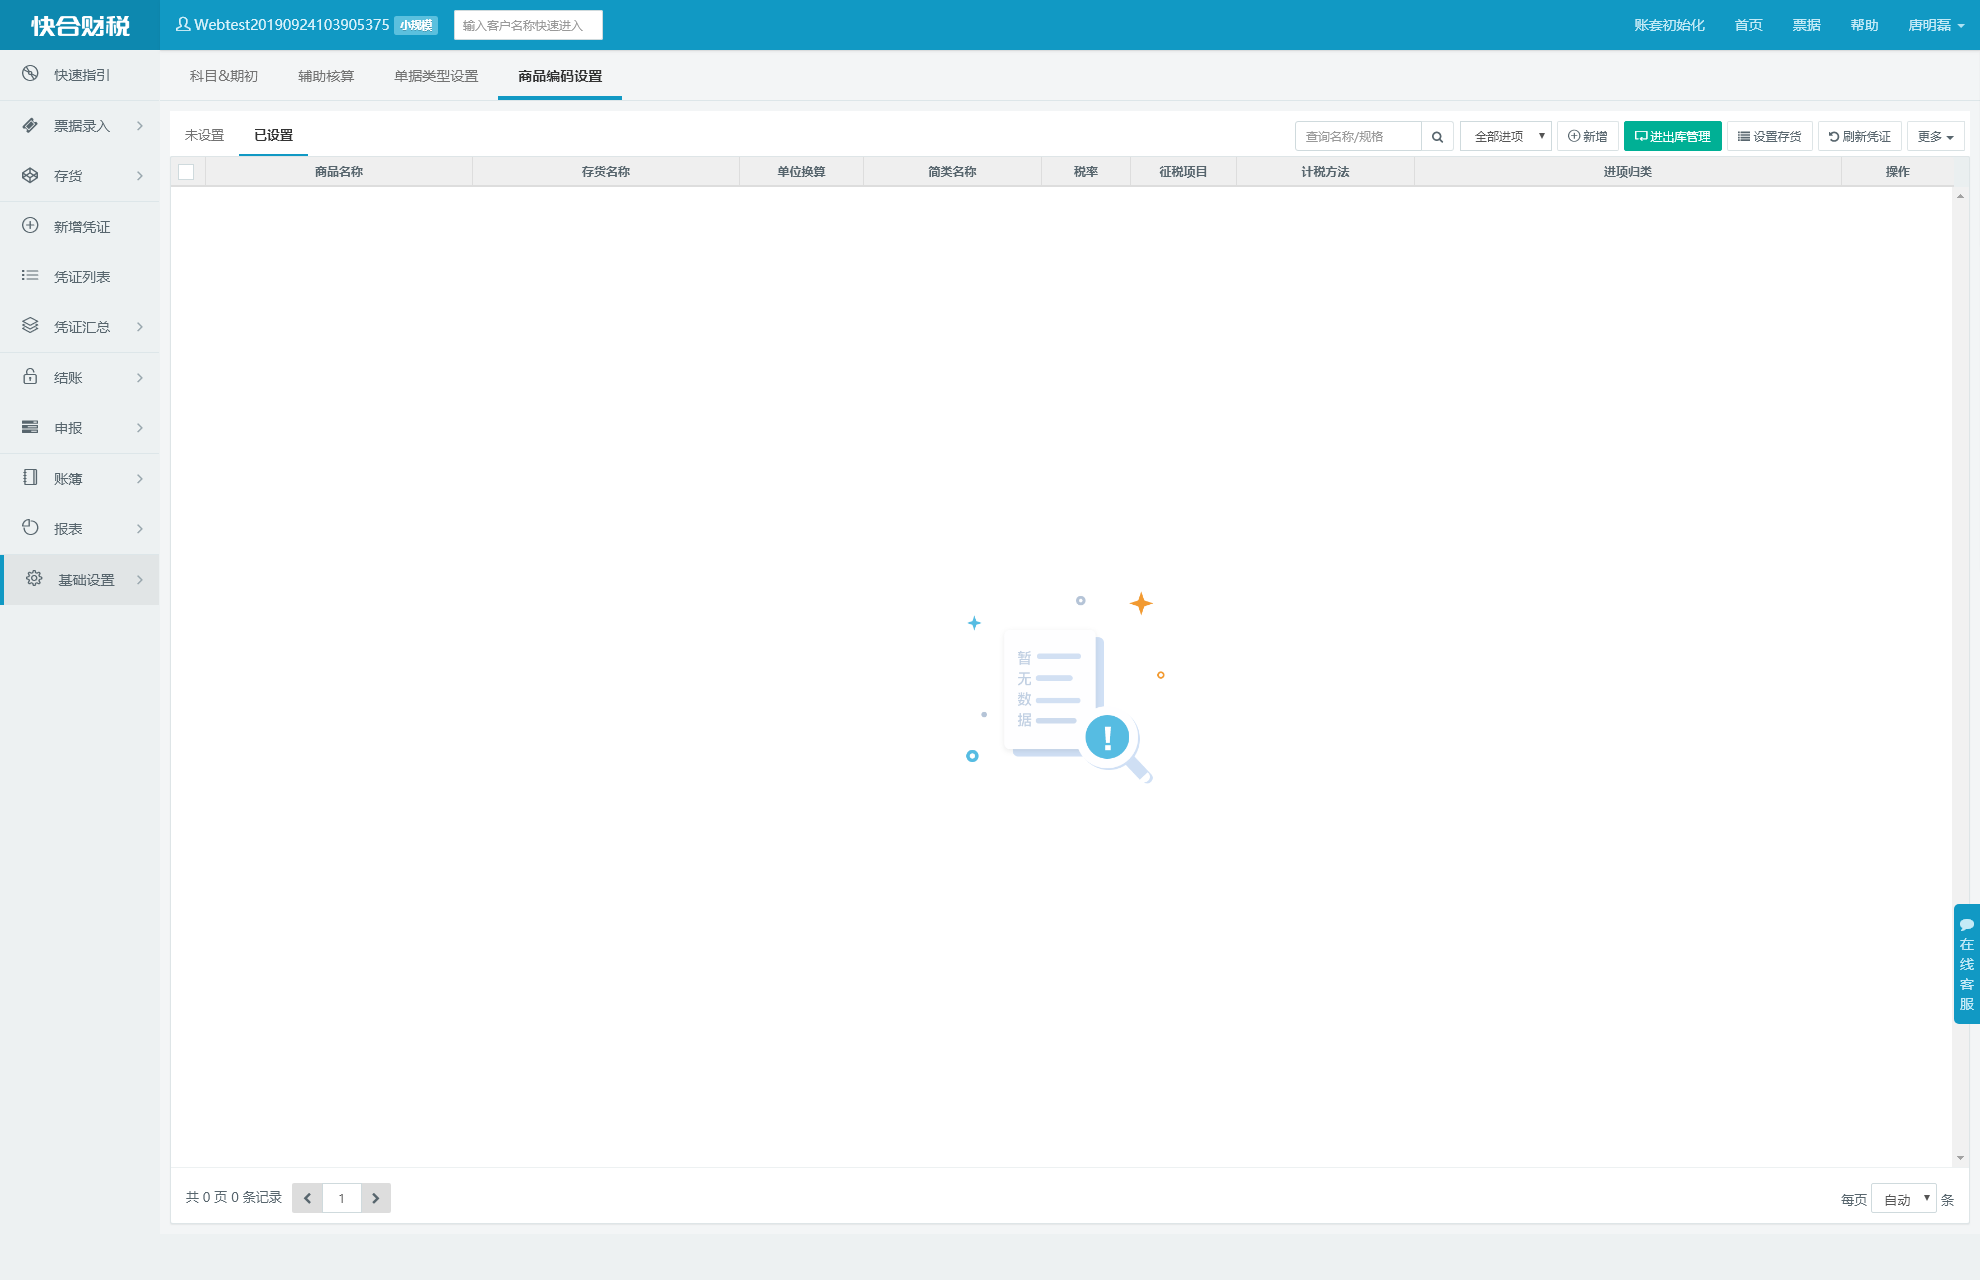 快合财税
Webtest20190924103905375 小规模
输入客户名称快速进入
账套初始化 首页 票据 帮助 唐明磊
快速指引
票据录入
存货
新增凭证
凭证列表
凭证汇总
结账
申报
账簿
报表
基础设置
科目&期初 辅助核算 单据类型设置 商品编码设置
未设置 已设置
查询名称/规格 全部进项 新增 进出库管理 设置存货 刷新凭证 更多
商品名称 存货名称 单位换算 简类名称 税率 征税项目 计税方法 进项归类 操作
暂
无
数
据
在
线
客
服
共 0 页 0 条记录 1
每页 自动 条